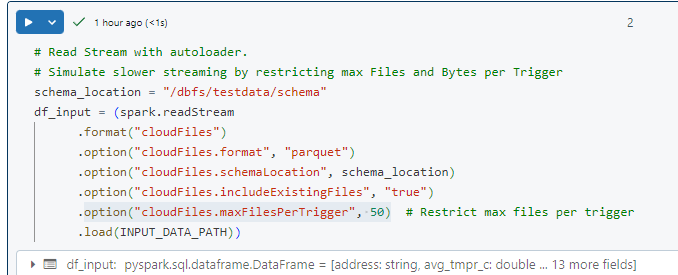 1 hour ago (<1s)
2
# Read Stream with autoloader.
# Simulate slower streaming by restricting max Files and Bytes per Trigger
schema_location = "/dbfs/testdata/schema"
df_input = (spark.readStream
.format("cloudFiles")
.option("cloudFiles.format", "parquet")
.option("cloudFiles.schemaLocation", schema_location)
.option("cloudFiles.includeExistingFiles", "true")
.option("cloudFiles.maxFilesPerTrigger", 50)  # Restrict max files per trigger
.load(INPUT_DATA_PATH))
df_input: pyspark.sql.dataframe.DataFrame = [address: string, avg_tmpr_c: double ... 13 more fields]